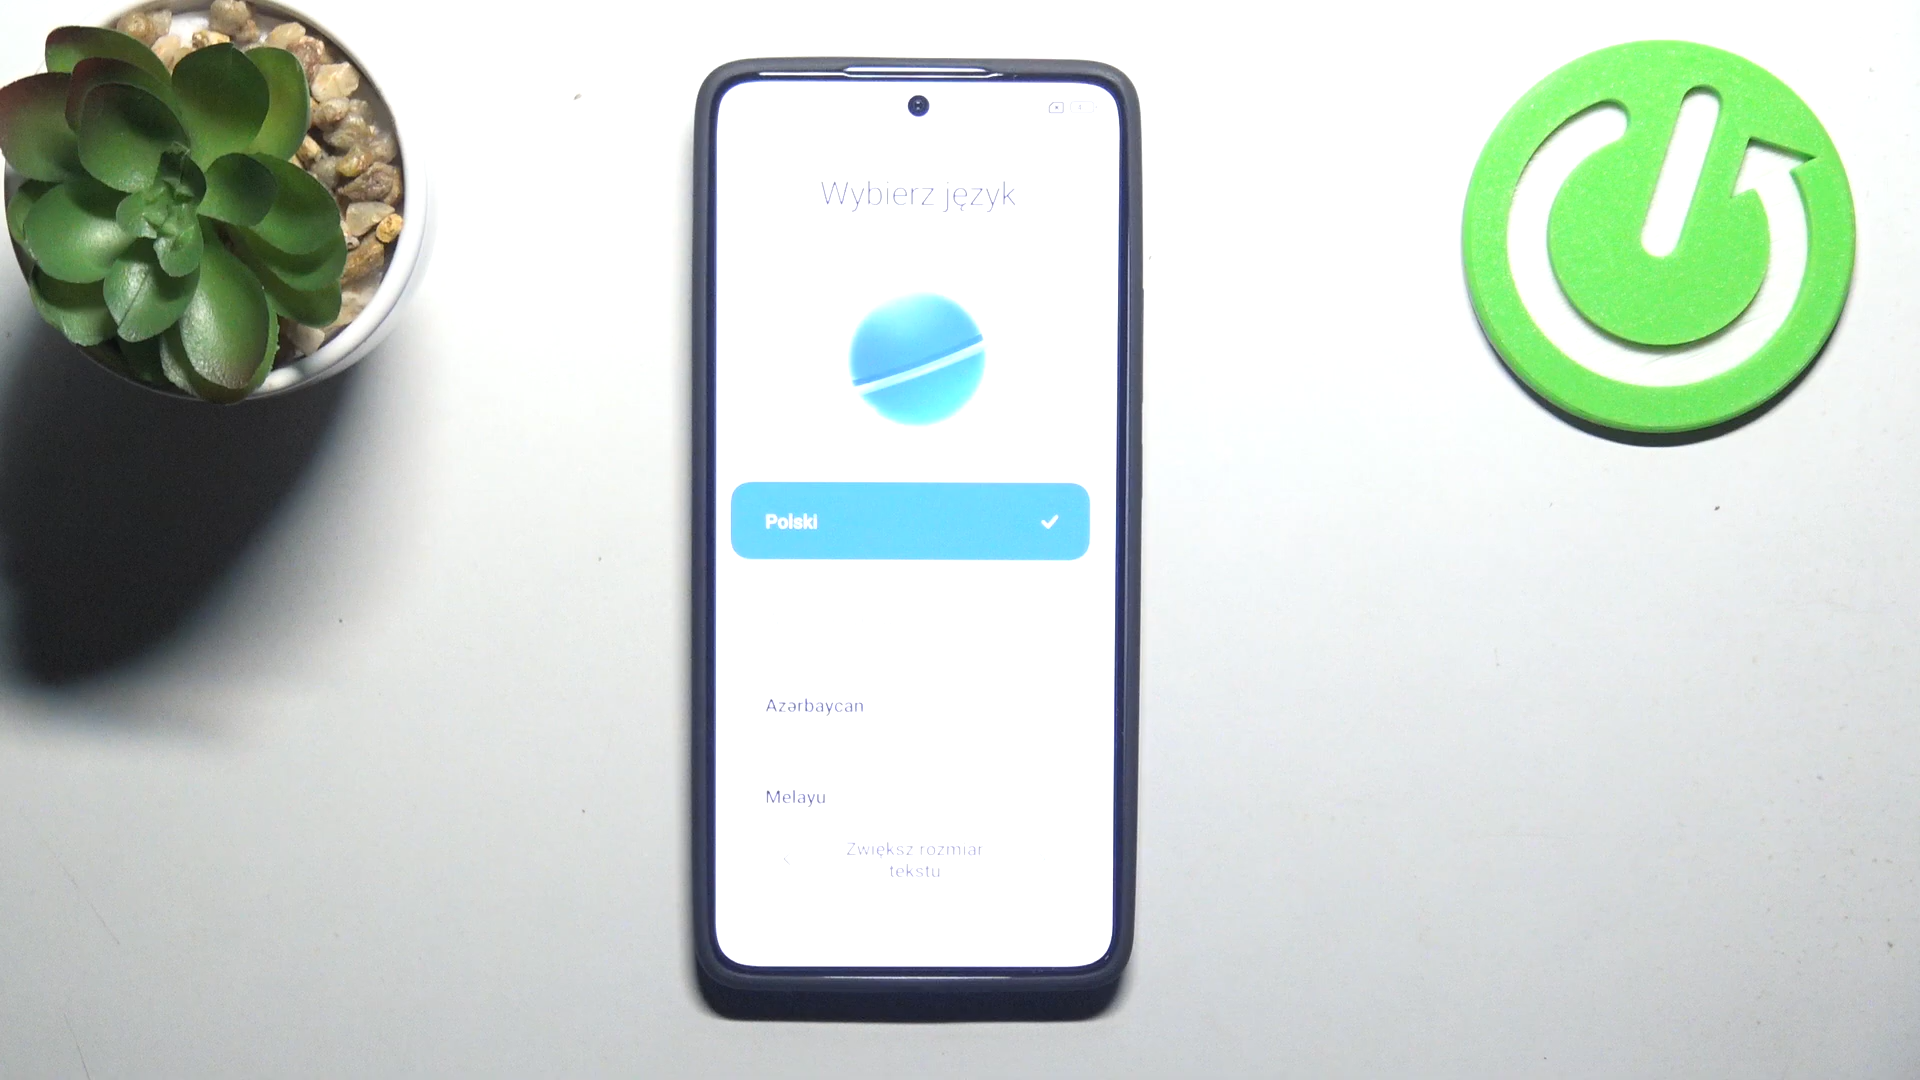 Wybierz język
Polski
Azərbaycan
Melayu
Zwiększ rozmiar
tekstu